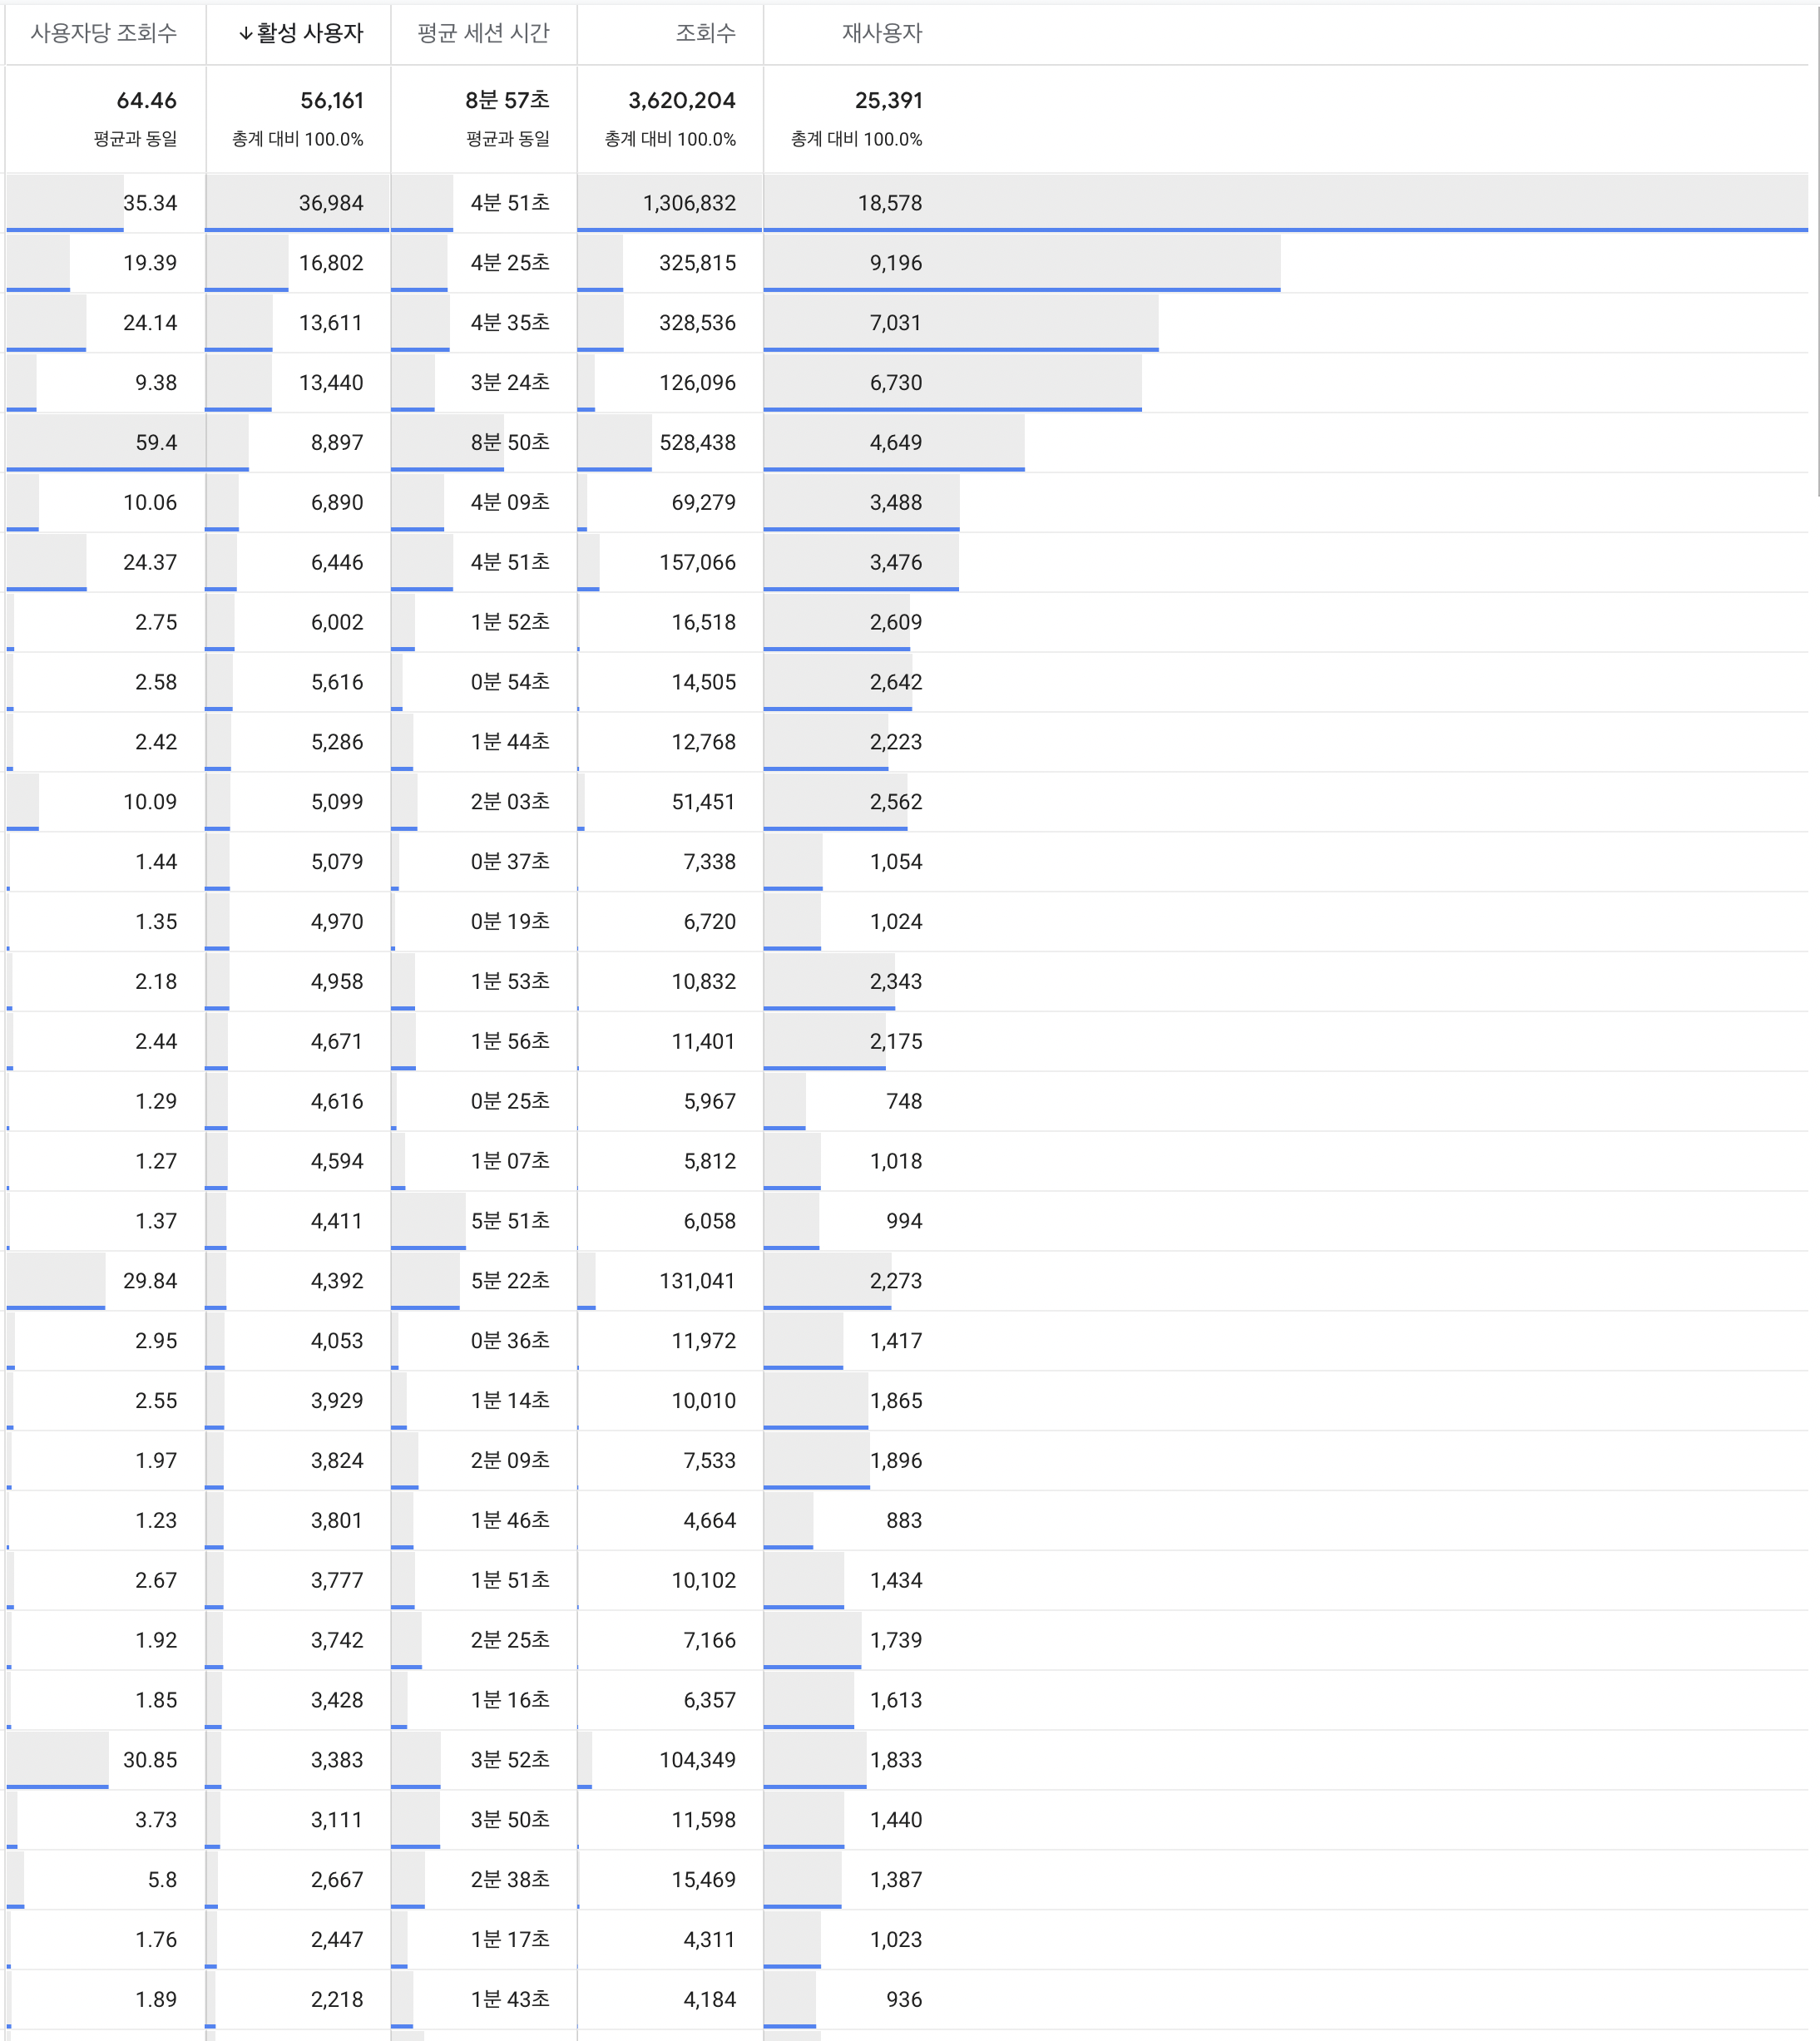 사용자당 조회수 ↓활성 사용자 평균 세션 시간 조회수 재사용자
64.46 56,161 8분 57초 3,620,204 25,391
평균과 동일 총계 대비 100.0% 평균과 동일 총계 대비 100.0% 총계 대비 100.0%
35.34 36,984 4분 51초 1,306,832 18,578
19.39 16,802 4분 25초 325,815 9,196
24.14 13,611 4분 35초 328,536 7,031
9.38 13,440 3분 24초 126,096 6,730
59.4 8,897 8분 50초 528,438 4,649
10.06 6,890 4분 09초 69,279 3,488
24.37 6,446 4분 51초 157,066 3,476
2.75 6,002 1분 52초 16,518 2,609
2.58 5,616 0분 54초 14,505 2,642
2.42 5,286 1분 44초 12,768 2,223
10.09 5,099 2분 03초 51,451 2,562
1.44 5,079 0분 37초 7,338 1,054
1.35 4,970 0분 19초 6,720 1,024
2.18 4,958 1분 53초 10,832 2,343
2.44 4,671 1분 56초 11,401 2,175
1.29 4,616 0분 25초 5,967 748
1.27 4,594 1분 07초 5,812 1,018
1.37 4,411 5분 51초 6,058 994
29.84 4,392 5분 22초 131,041 2,273
2.95 4,053 0분 36초 11,972 1,417
2.55 3,929 1분 14초 10,010 1,865
1.97 3,824 2분 09초 7,533 1,896
1.23 3,801 1분 46초 4,664 883
2.67 3,777 1분 51초 10,102 1,434
1.92 3,742 2분 25초 7,166 1,739
1.85 3,428 1분 16초 6,357 1,613
30.85 3,383 3분 52초 104,349 1,833
3.73 3,111 3분 50초 11,598 1,440
5.8 2,667 2분 38초 15,469 1,387
1.76 2,447 1분 17초 4,311 1,023
1.89 2,218 1분 43초 4,184 936